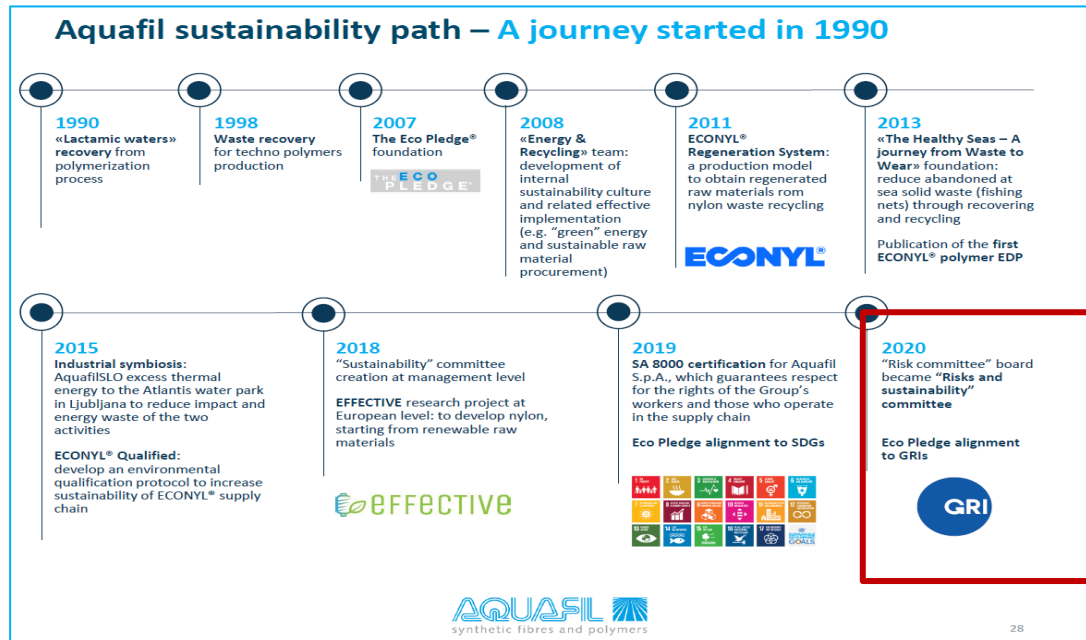 Aquafil sustainability path – A journey started in 1990
1990
«Lactamic waters»
recovery from
polymerization
process
1998
Waste recovery
for techno polymers
production
2007
The Eco Pledge®
foundation
THE ECO
PLEDGE®
2008
«Energy &
Recycling» team:
development of
internal
sustainability culture
and related effective
implementation
(e.g. “green” energy
and sustainable raw
material
procurement)
2011
ECONYL®
Regeneration System:
a production model
to obtain regenerated
raw materials rom
nylon waste recycling
ECONYL®
2013
«The Healthy Seas – A
journey from Waste to
Wear» foundation:
reduce abandoned at
sea solid waste (fishing
nets) through recovering
and recycling
Publication of the first
ECONYL® polymer EDP
2015
Industrial symbiosis:
AquafilSLO excess thermal
energy to the Atlantis water park
in Ljubljana to reduce impact and
energy waste of the two
activities
ECONYL® Qualified:
develop an environmental
qualification protocol to increase
sustainability of ECONYL® supply
chain
2018
“Sustainability” committee
creation at management level
EFFECTIVE research project at
European level: to develop nylon,
starting from renewable raw
materials
EFFECTIVE
2019
SA 8000 certification for Aquafil
S.p.A., which guarantees respect
for the rights of the Group’s
workers and those who operate
in the supply chain
Eco Pledge alignment to SDGs
GOALS
2020
“Risk committee” board
became “Risks and
sustainability”
committee
Eco Pledge alignment
to GRIs
GRI
AQUAFIL
synthetic fibres and polymers
28